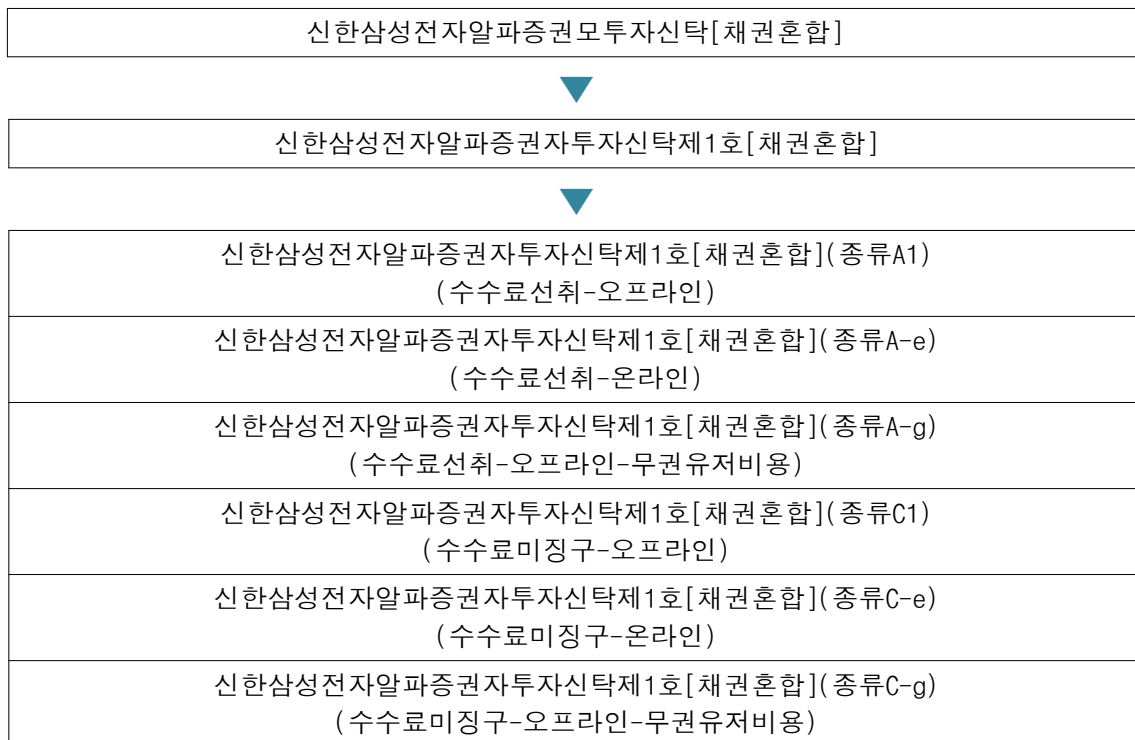 신한삼성전자알파증권모투자신탁[채권혼합]
신한삼성전자알파증권자투자신탁제1호[채권혼합]
신한삼성전자알파증권자투자신탁제1호[채권혼합](종류A1)
(수수료선취-오프라인)
신한삼성전자알파증권자투자신탁제1호[채권혼합](종류A-e)
(수수료선취-온라인)
신한삼성전자알파증권자투자신탁제1호[채권혼합](종류A-g)
(수수료선취-오프라인-무권유저비용)
신한삼성전자알파증권자투자신탁제1호[채권혼합](종류C1)
(수수료미징구-오프라인)
신한삼성전자알파증권자투자신탁제1호[채권혼합](종류C-e)
(수수료미징구-온라인)
신한삼성전자알파증권자투자신탁제1호[채권혼합](종류C-g)
(수수료미징구-오프라인-무권유저비용)